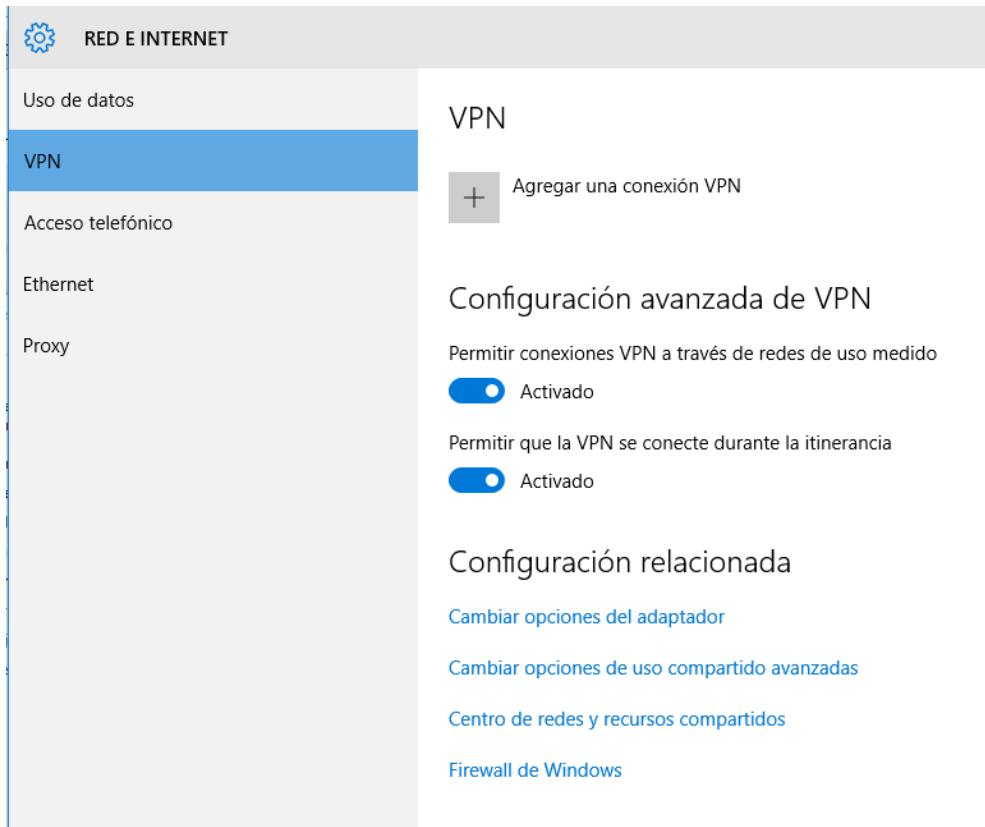 RED E INTERNET
Uso de datos
VPN
Acceso telefónico
Ethernet
Proxy
VPN
Agregar una conexión VPN
Configuración avanzada de VPN
Permitir conexiones VPN a través de redes de uso medido
Activado
Permitir que la VPN se conecte durante la itinerancia
Activado
Configuración relacionada
Cambiar opciones del adaptador
Cambiar opciones de uso compartido avanzadas
Centro de redes y recursos compartidos
Firewall de Windows